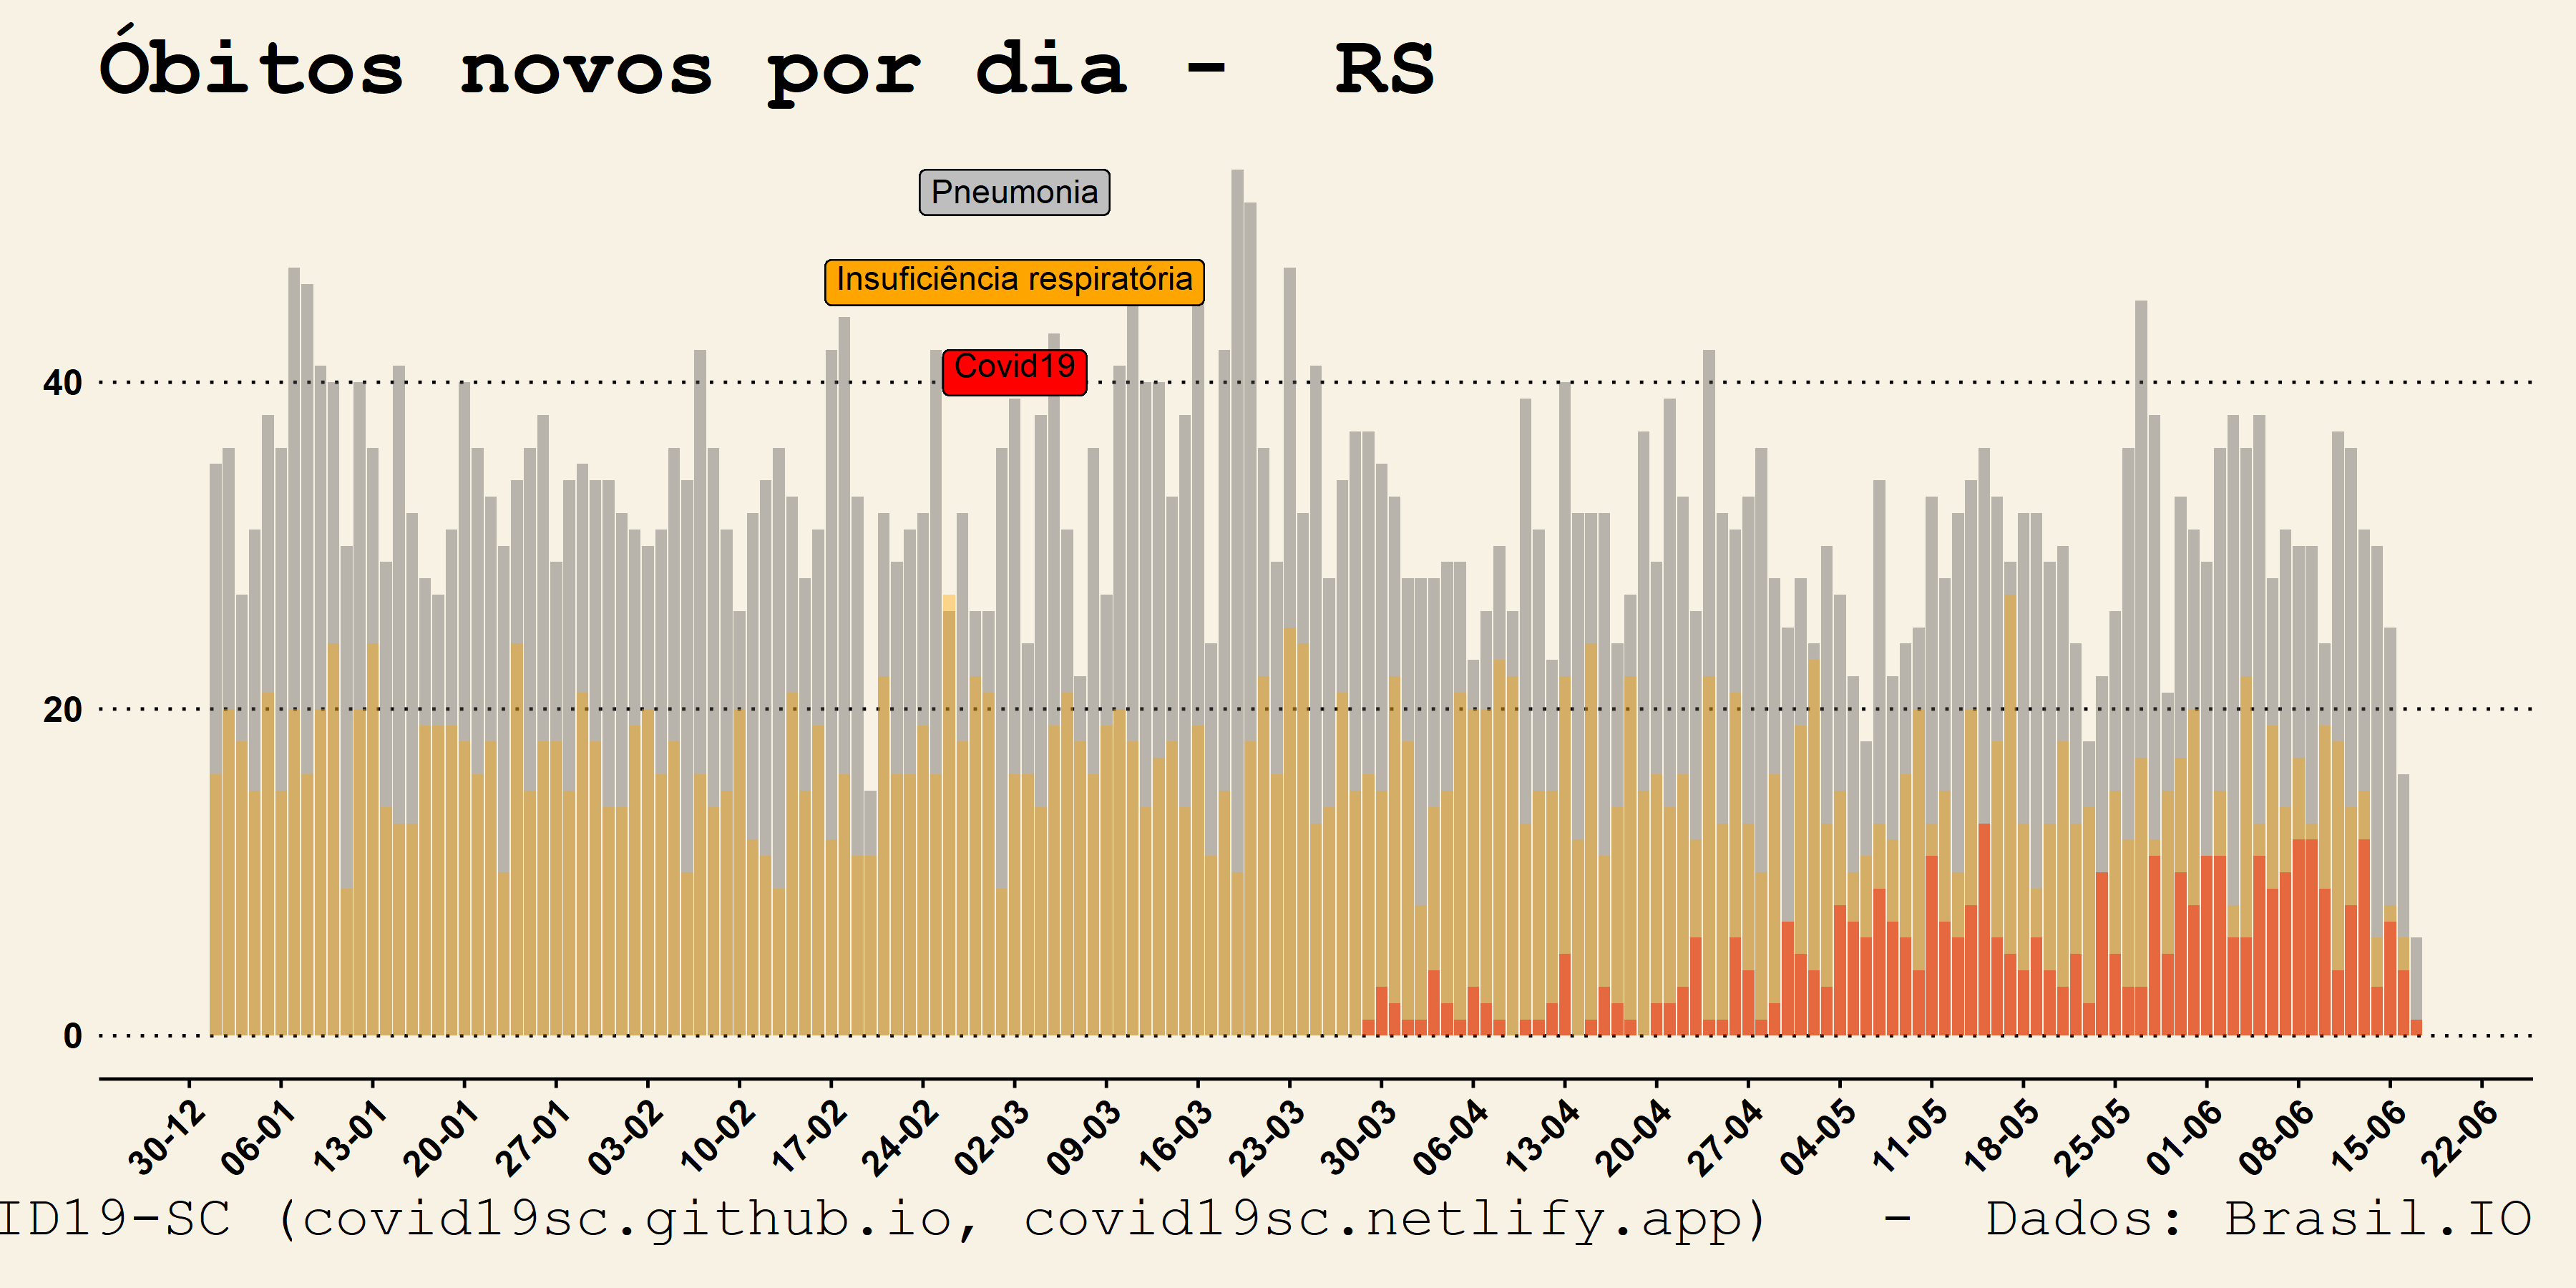 Óbitos novos por dia - RS
Pneumonia
Insuficiência respiratória
Covid19
40
20
0
30-12 06-01 13-01 20-01 27-01 03-02 10-02 17-02 24-02 02-03 09-03 16-03 23-03 30-03 06-04 13-04 20-04 27-04 04-05 11-05 18-05 25-05 01-06 08-06 15-06 22-06
ID19-SC (covid19sc.github.io, covid19sc.netlify.app) - Dados: Brasil.IO